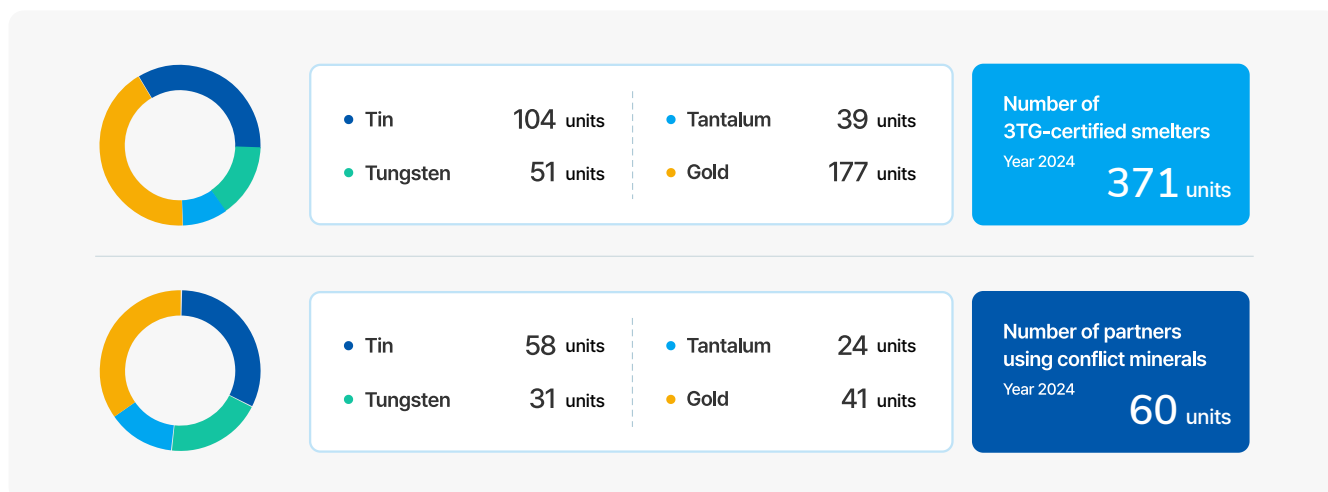 Tin 104 units Tantalum 39 units
Tungsten 51 units Gold 177 units
Number of
3TG-certified smelters
Year 2024
371 units
Tin 58 units Tantalum 24 units
Tungsten 31 units Gold 41 units
Number of partners
using conflict minerals
Year 2024
60 units